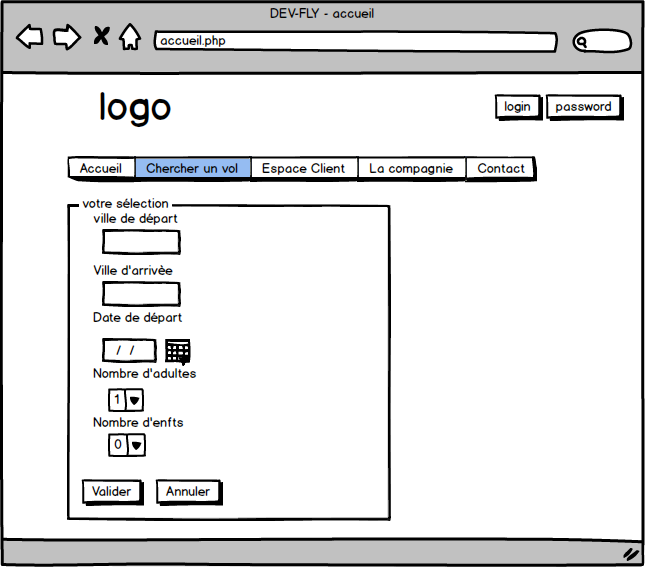 DEV-FLY - accueil
accueil.php
logo
login password
Accueil Chercher un vol Espace Client La compagnie Contact
votre sélection
ville de départ
Ville d'arrivèe
Date de départ
/ /
Nombre d'adultes
1
Nombre d'enfts
0
Valider Annuler